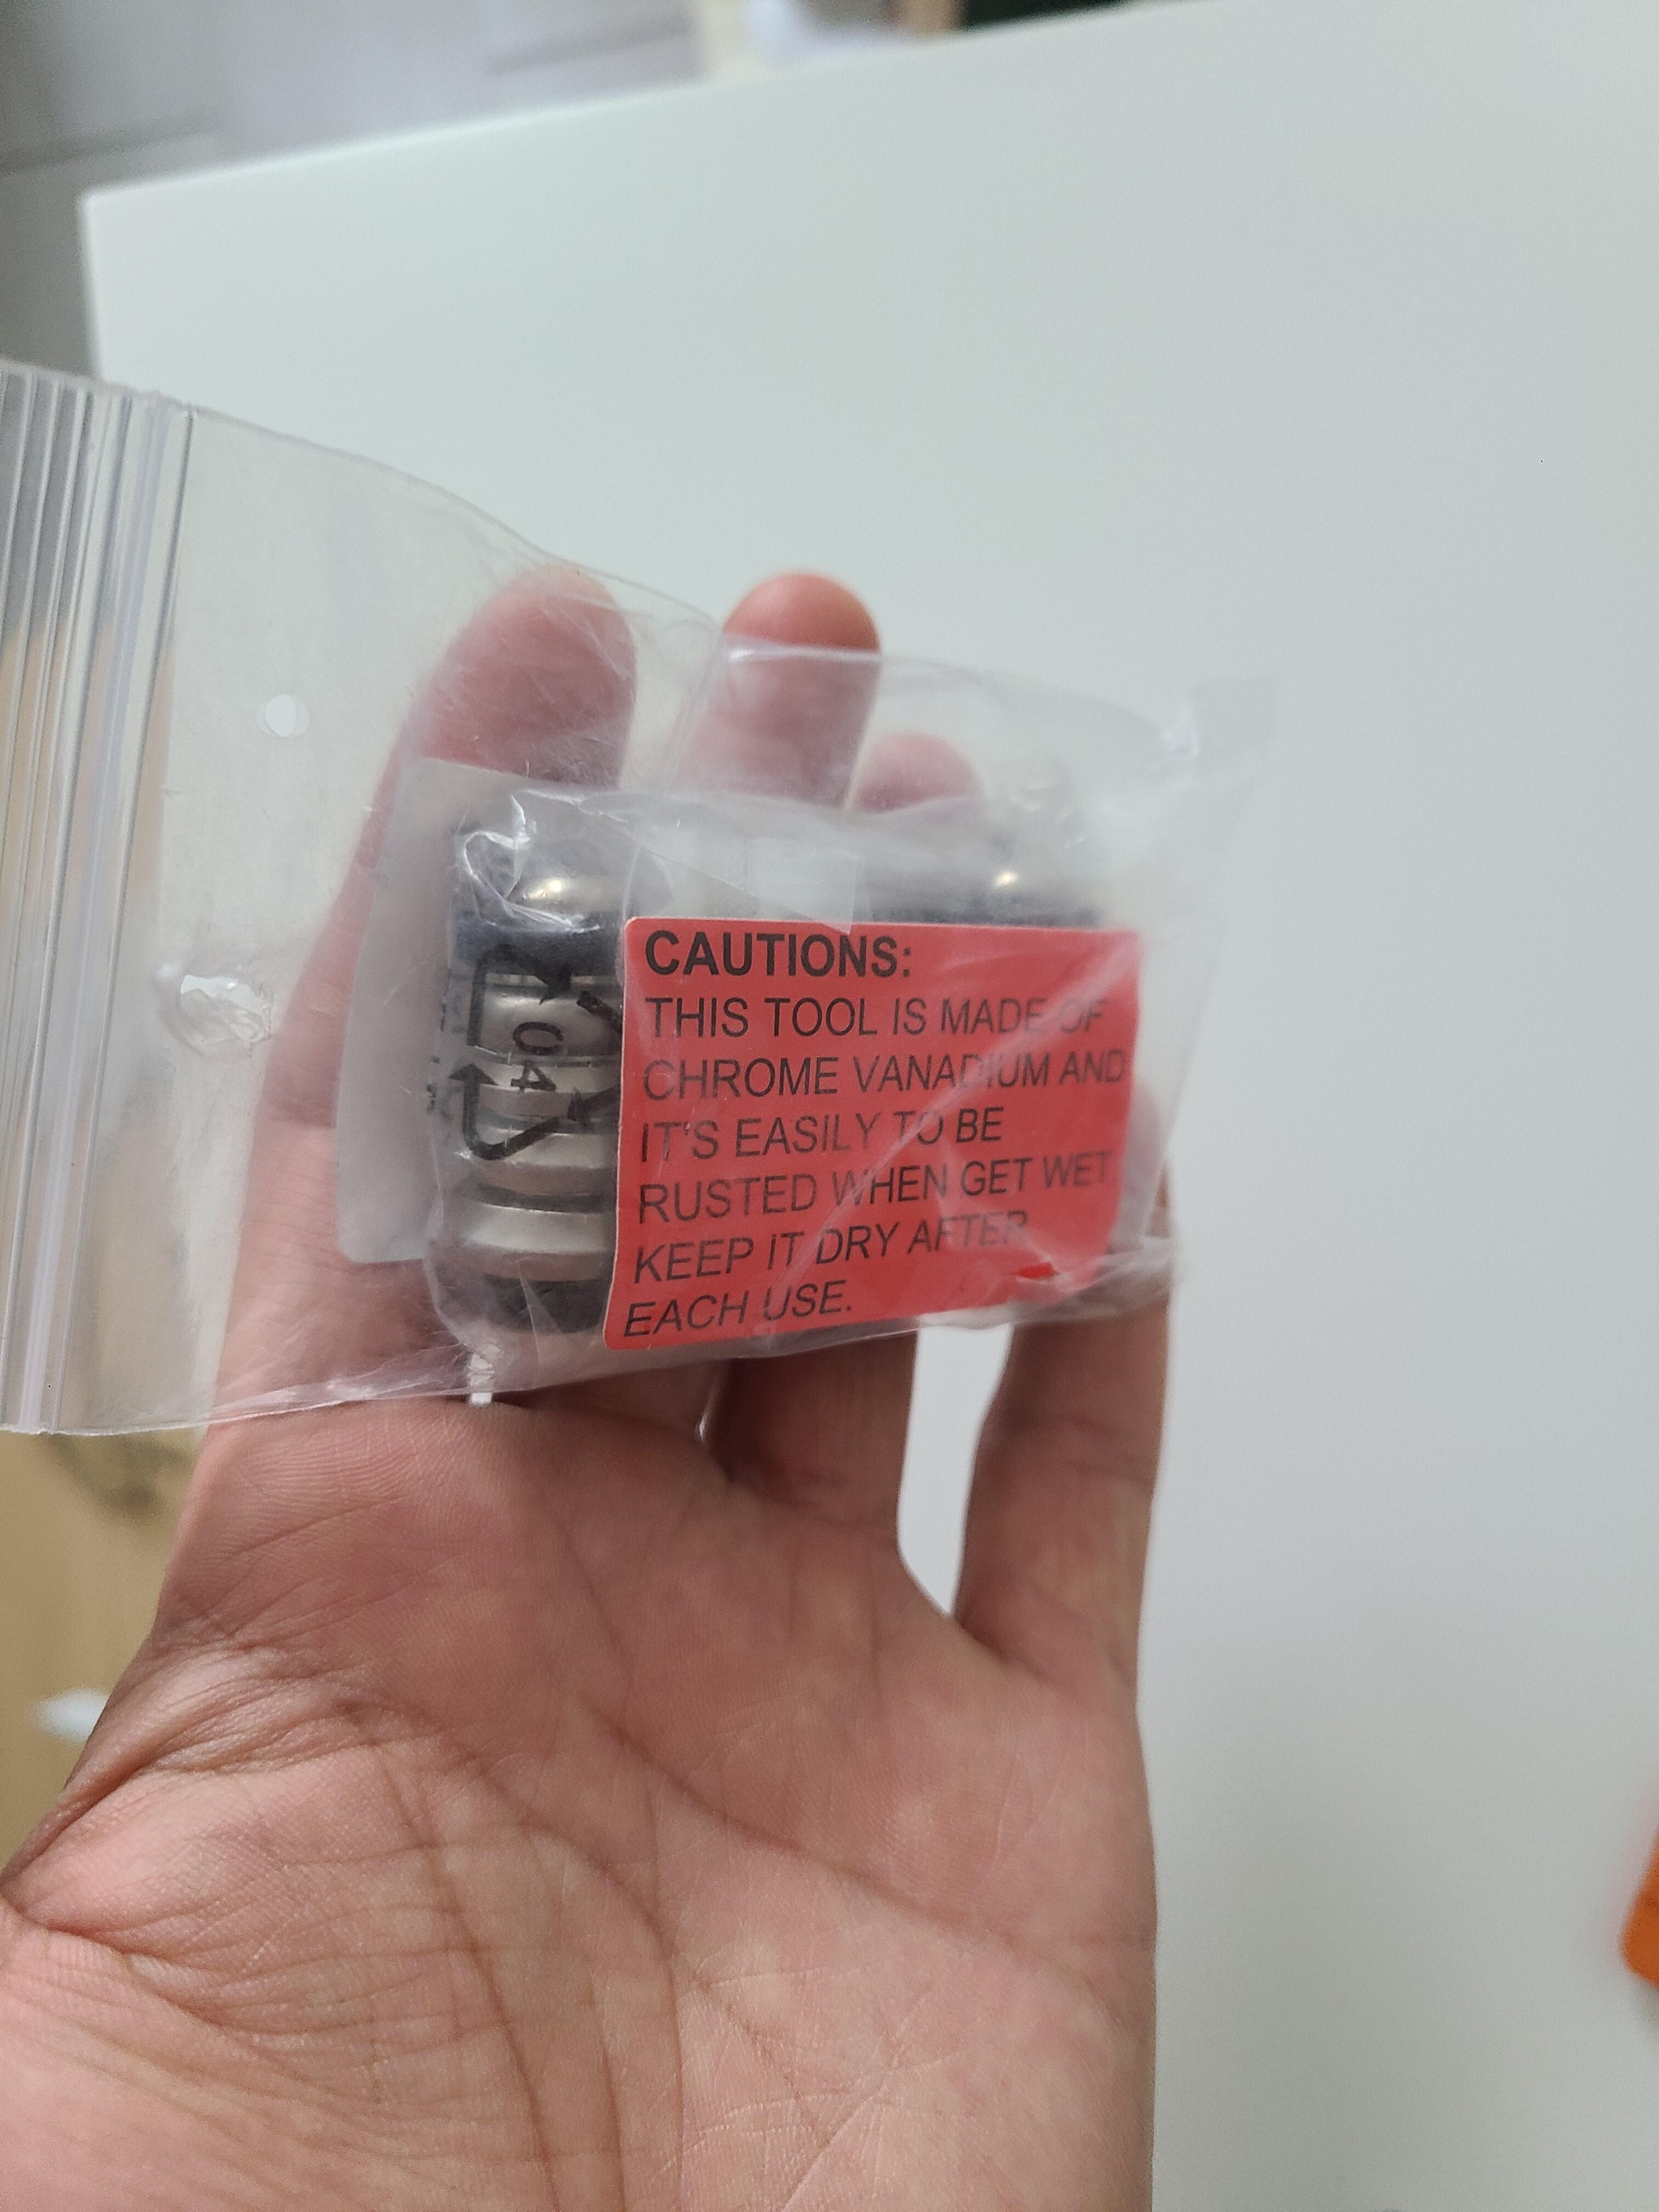 CAUTIONS:
THIS TOOL IS MADE OF
CHROME VANADIUM AND
IT'S EASILY TO BE
RUSTED WHEN GET WET
KEEP IT DRY AFTER
EACH USE.
04